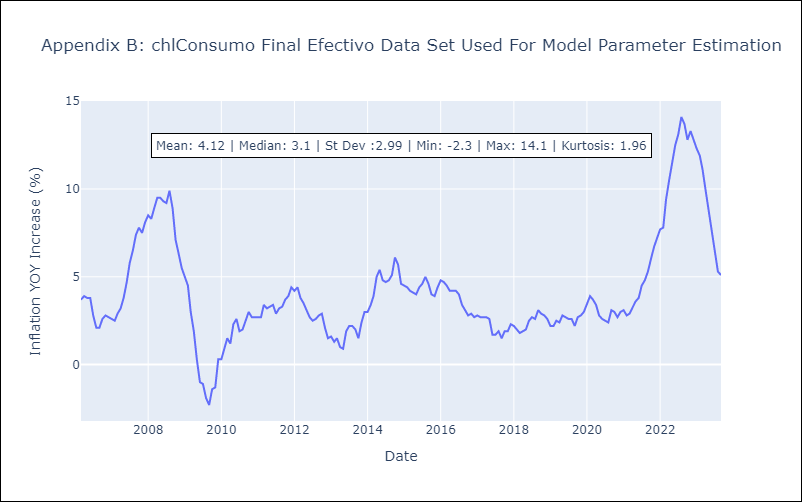 Appendix B: chlConsumo Final Efectivo Data Set Used For Model Parameter Estimation
Mean: 4.12 | Median: 3.1 | St Dev :2.99 | Min: -2.3 | Max: 14.1 | Kurtosis: 1.96
Inflation YOY Increase (%)
15
10
5
0
2008 2010 2012 2014 2016 2018 2020 2022
Date